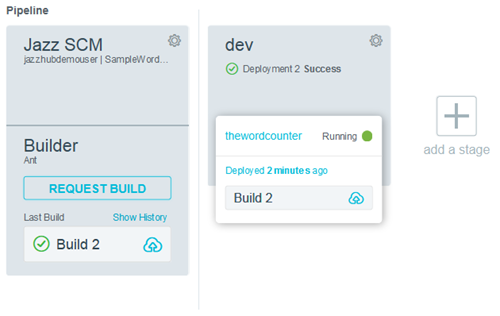 Pipeline
Jazz SCM
jazzhubdemouser | SampleWord...
Builder
Ant
REQUEST BUILD
Last Build Show History
Build 2
dev
Deployment 2 Success
thewordcounter Running
Deployed 2 minutes ago
Build 2
add a stage